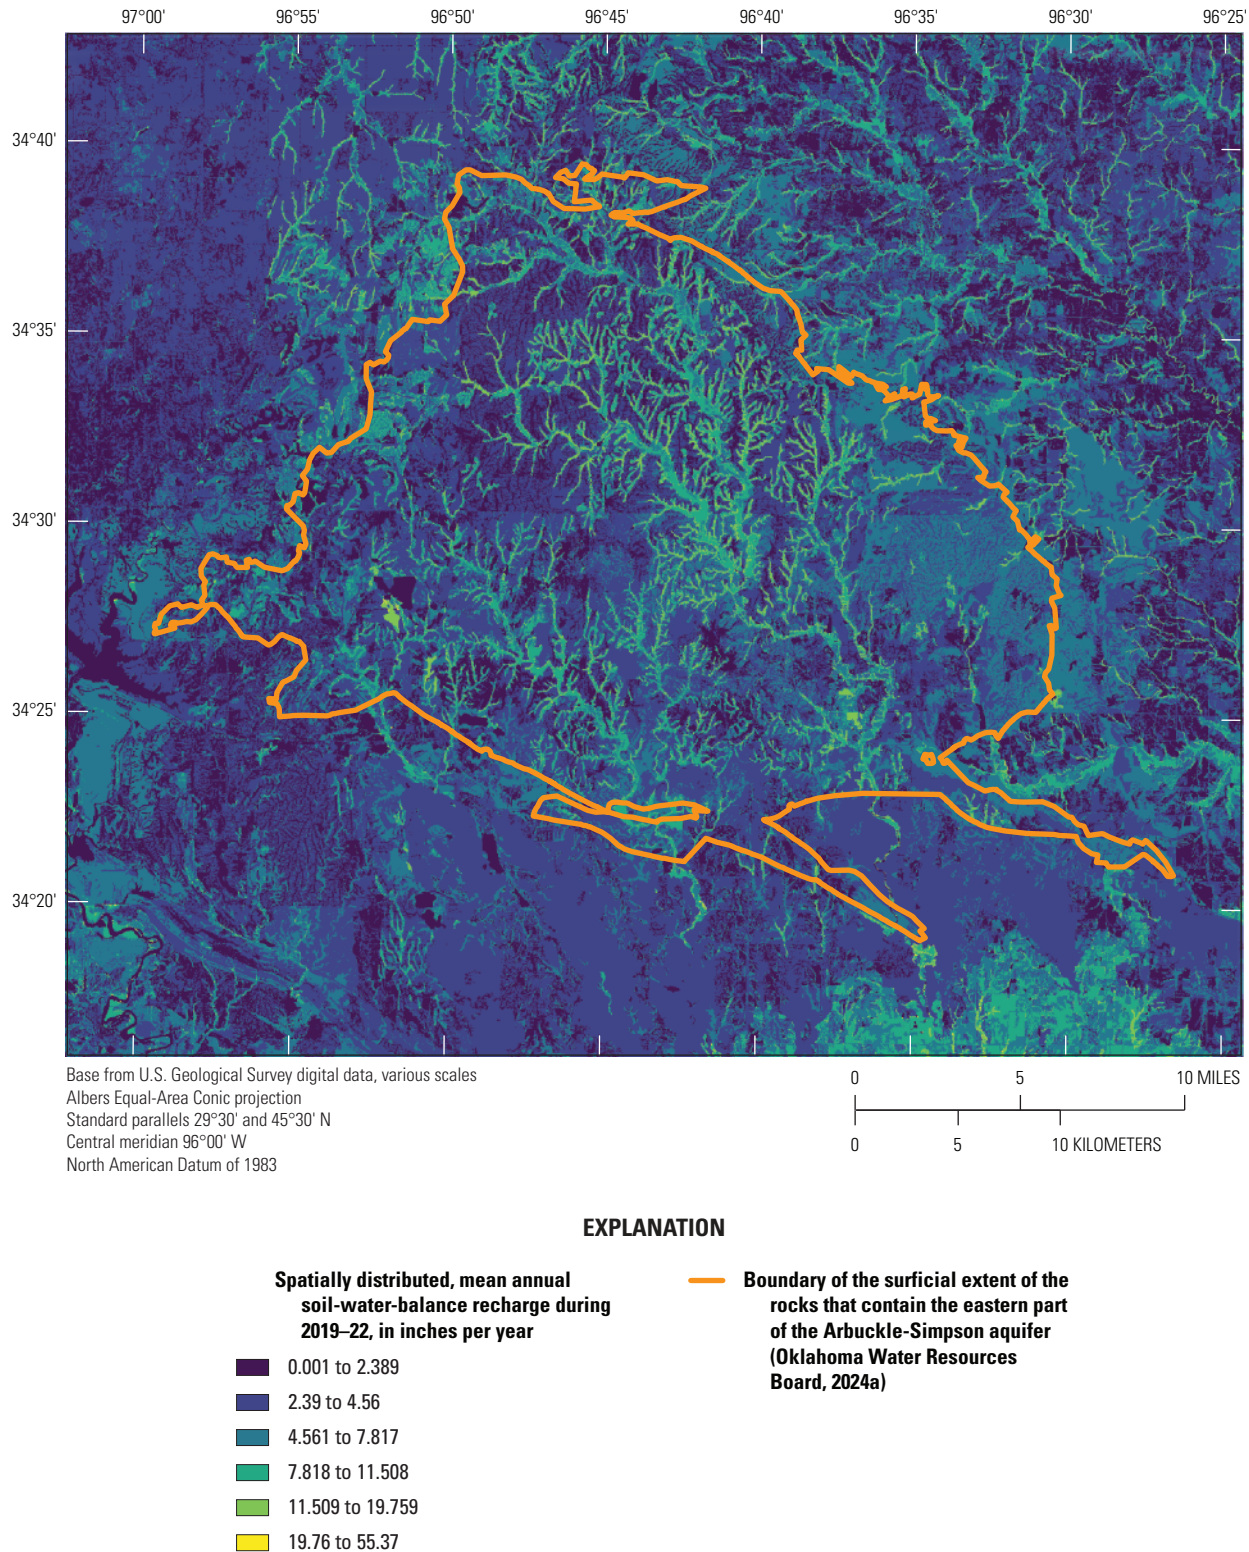 97°00'
96°55'
96°50'
96°45'
96°40'
96°35'
96°30'
96°25'
34°40'
34°35'
34°30'
34°25'
34°20'
Base from U.S. Geological Survey digital data, various scales
Albers Equal-Area Conic projection
Standard parallels 29°30' and 45°30' N
Central meridian 96°00' W
North American Datum of 1983
0 5 10 MILES
0 5 10 KILOMETERS
EXPLANATION
Spatially distributed, mean annual
soil-water-balance recharge during
2019–22, in inches per year
0.001 to 2.389
2.39 to 4.56
4.561 to 7.817
7.818 to 11.508
11.509 to 19.759
19.76 to 55.37
Boundary of the surficial extent of the
rocks that contain the eastern part
of the Arbuckle-Simpson aquifer
(Oklahoma Water Resources
Board, 2024a)